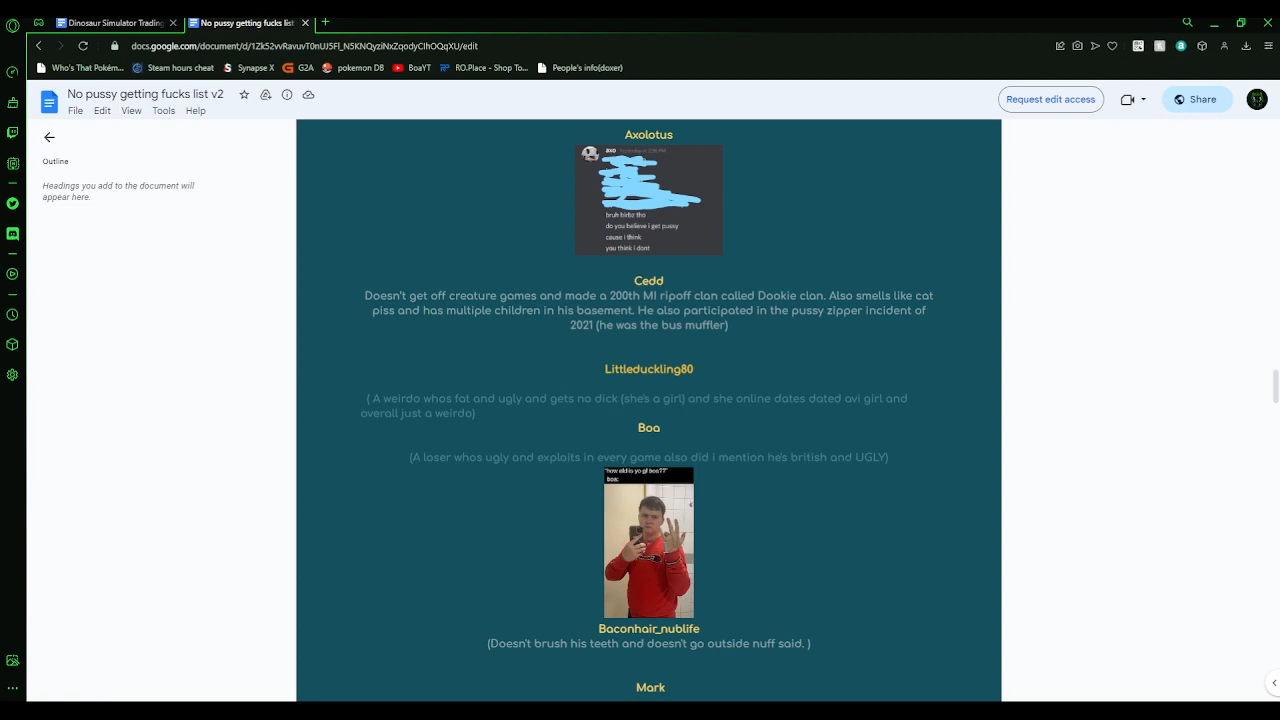 Dinosaur Simulator Trading
No pussy getting fucks list
docs.google.com/document/d/1Zk52vvRavuvT0nUJ5Fl_N5KNQyziNxZqodyClhOQqXU/edit
Who's That Pokém...
Steam hours cheat
Synapse X
G2A
pokemon DB
BoaYT
RO.Place - Shop To...
People's info(doxer)
No pussy getting fucks list v2
File Edit View Tools Help
Request edit access
Share
Outline
Headings you add to the document will
appear here.
Axolotus
axo Yesterday at 2:36 PM
bruh birbz tho
do you believe i get pussy
cause i think
you think i dont
Cedd
Doesn't get off creature games and made a 200th MI ripoff clan called Dookie clan. Also smells like cat
piss and has multiple children in his basement. He also participated in the pussy zipper incident of
2021 (he was the bus muffler)
Littleduckling80
( A weirdo whos fat and ugly and gets no dick (she's a girl) and she online dates dated avi girl and
overall just a weirdo)
Boa
(A loser whos ugly and exploits in every game also did i mention he's british and UGLY)
"how old is yo gf boa??"
boa:
Baconhair_nublife
(Doesn't brush his teeth and doesn't go outside nuff said. )
Mark